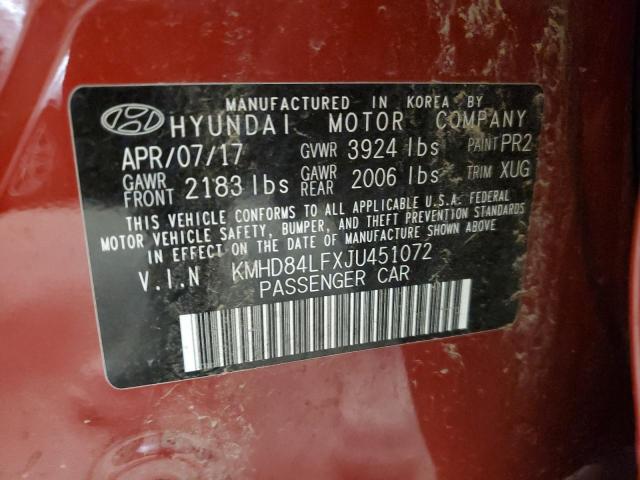 MANUFACTURED IN KOREA BY
HYUNDAI MOTOR COMPANY
APR/07/17 GVWR 3924 lbs PAINT PR2
GAWR FRONT 2183 lbs GAWR REAR 2006 lbs TRIM XUG
THIS VEHICLE CONFORMS TO ALL APPLICABLE U.S.A. FEDERAL
MOTOR VEHICLE SAFETY, BUMPER, AND THEFT PREVENTION STANDARDS
IN EFFECT ON THE DATE OF MANUFACTURE SHOWN ABOVE.
V.I.N KMHD84LFXJU451072
PASSENGER CAR